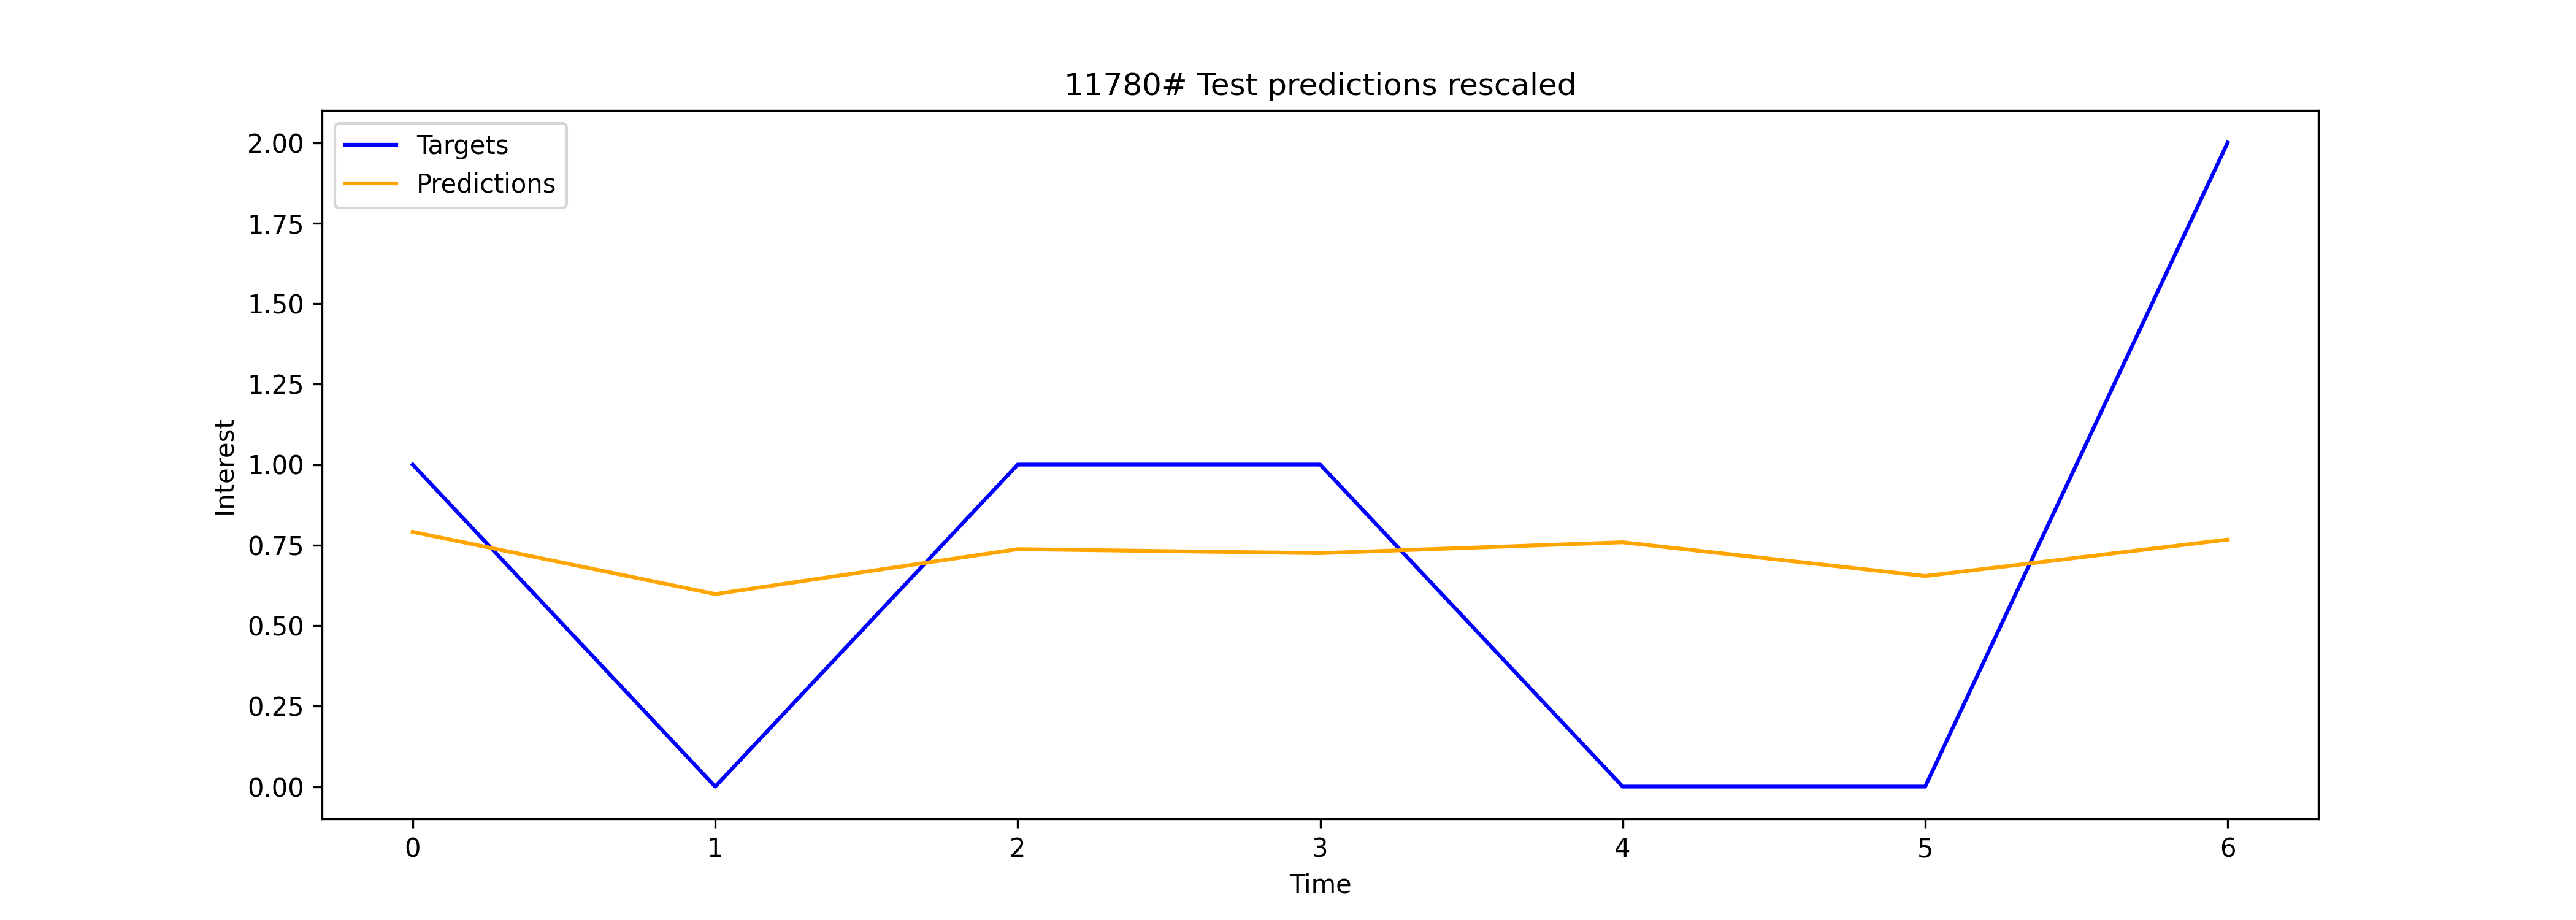 11780# Test predictions rescaled
Targets
Predictions
2.00
1.75
1.50
1.25
1.00
0.75
0.50
0.25
0.00
Interest
0 1 2 3 4 5 6
Time